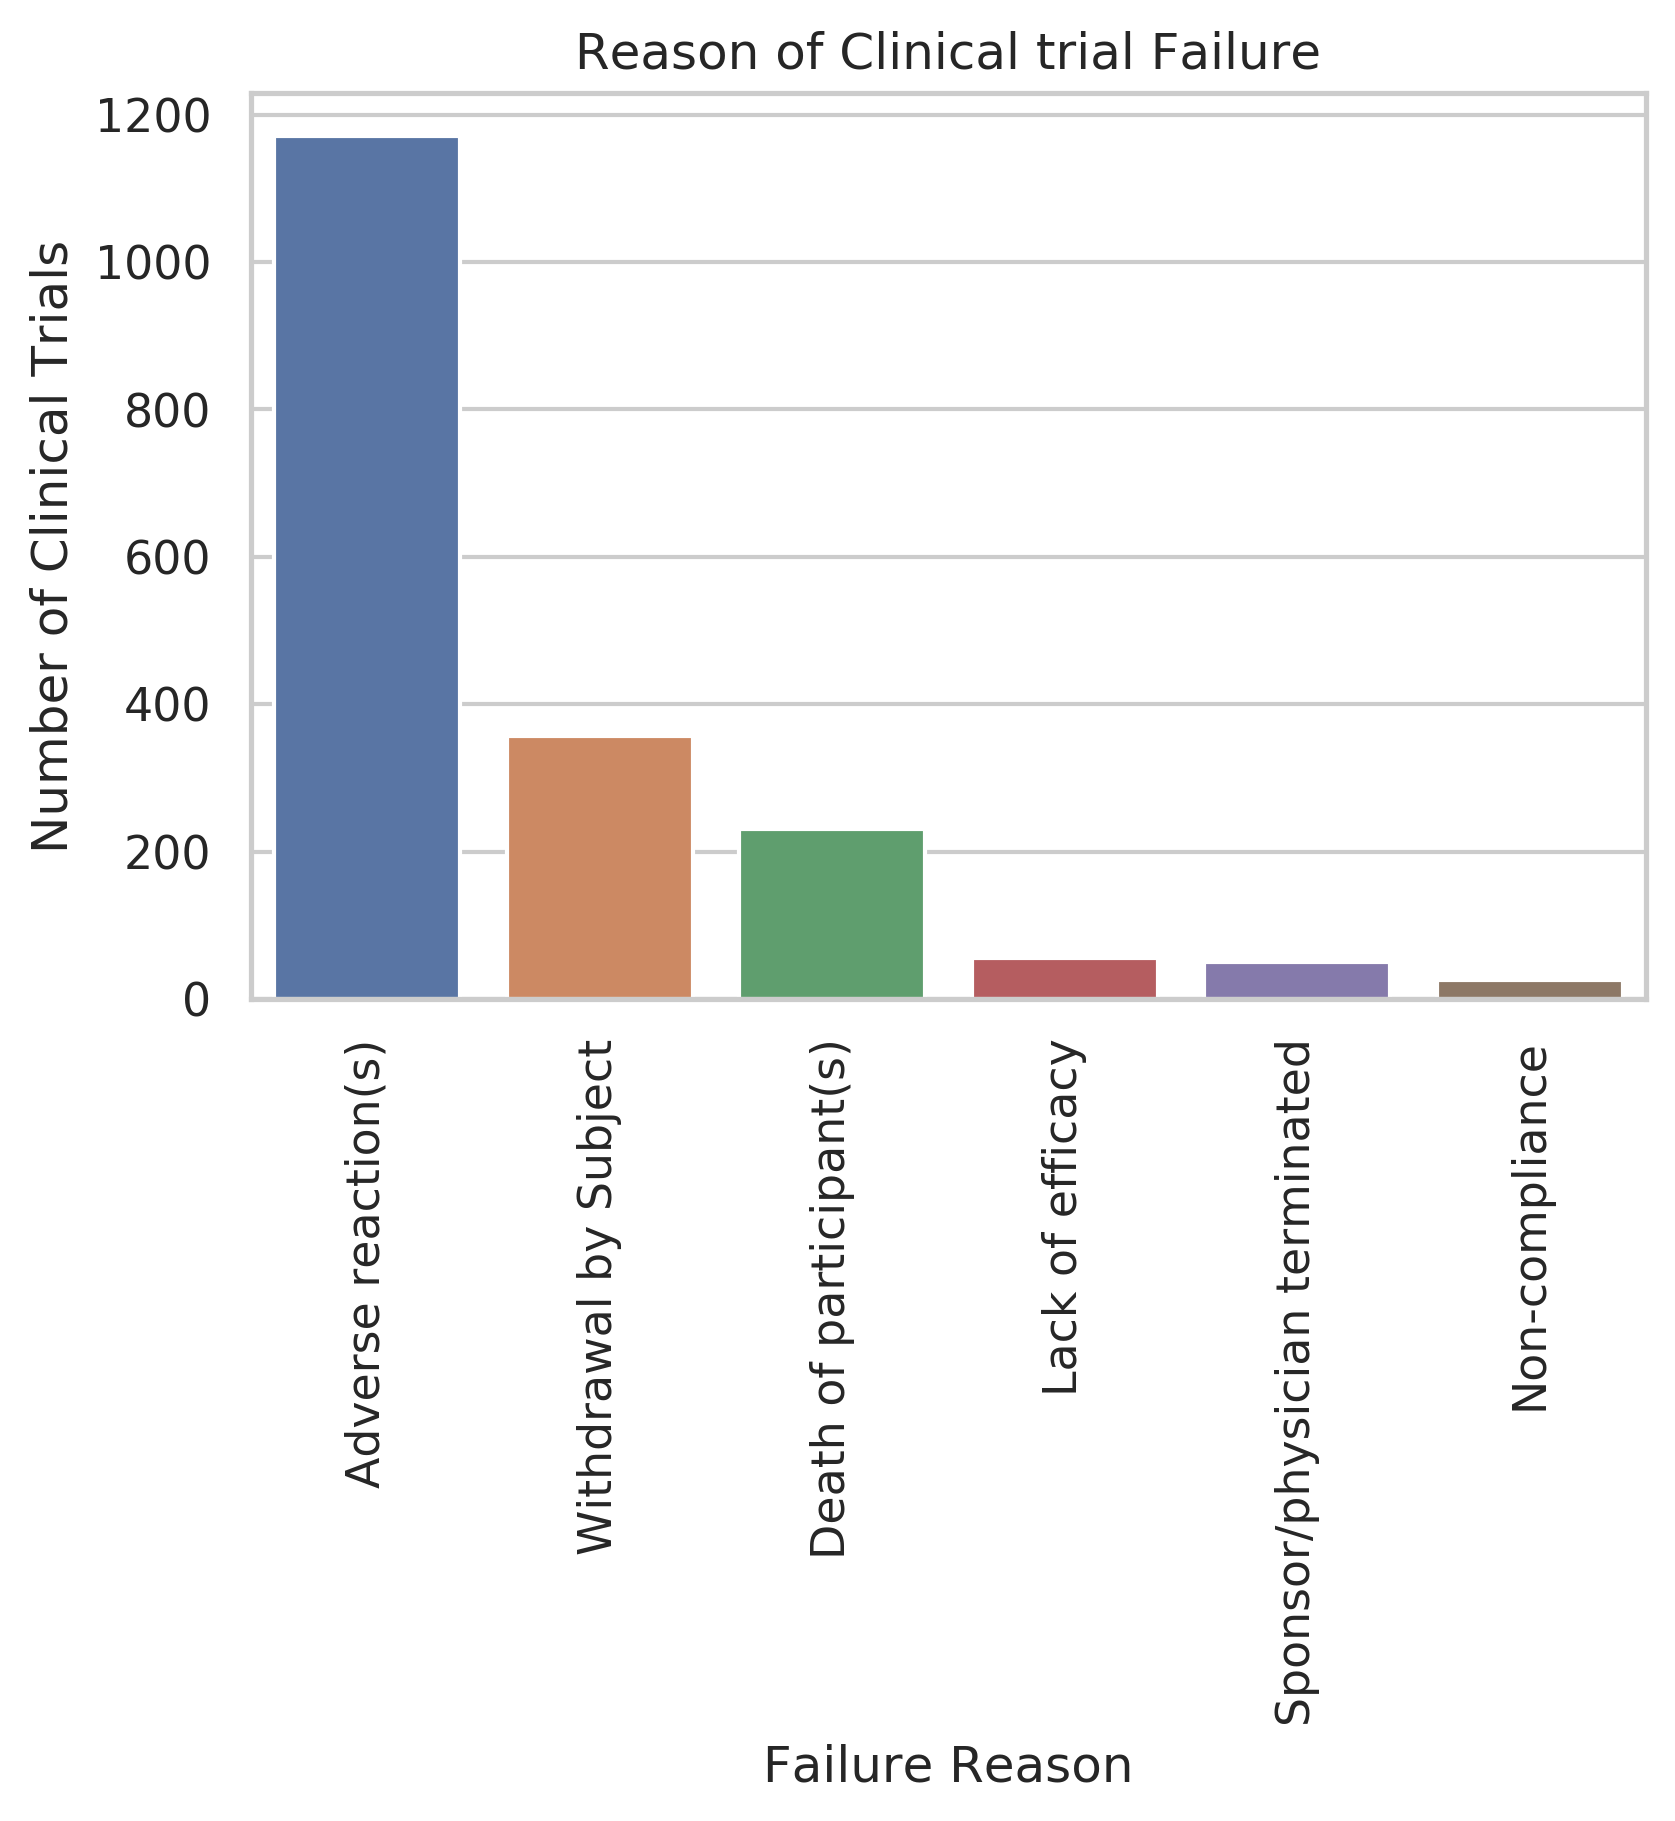 Reason of Clinical trial Failure
Number of Clinical Trials
1200
1000
800
600
400
200
0
Adverse reaction(s)
Withdrawal by Subject
Death of participant(s)
Lack of efficacy
Sponsor/physician terminated
Non-compliance
Failure Reason